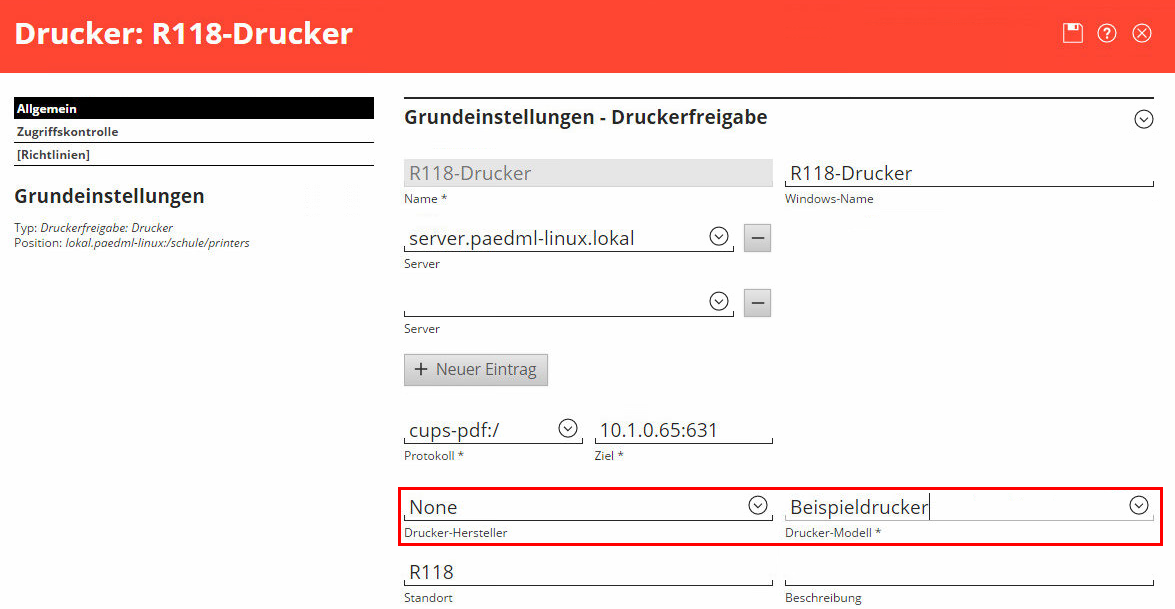 Drucker: R118-Drucker
Allgemein
Zugriffskontrolle
[Richtlinien]
Grundeinstellungen
Typ: Druckerfreigabe: Drucker
Position: lokal.paedml-linux:/schule/printers
Grundeinstellungen - Druckerfreigabe
R118-Drucker R118-Drucker
Name * Windows-Name
server.paedml-linux.lokal
Server
Server
+ Neuer Eintrag
cups-pdf:/ 10.1.0.65:631
Protokoll * Ziel *
None Beispieldrucker
Drucker-Hersteller Drucker-Modell *
R118
Standort Beschreibung